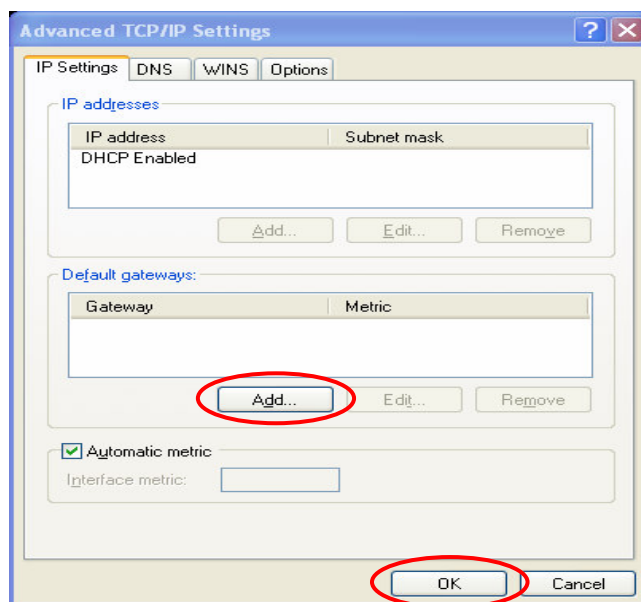 Advanced TCP/IP Settings
IP Settings DNS WINS Options
IP addresses
IP address Subnet mask
DHCP Enabled
Add... Edit... Remove
Default gateways:
Gateway Metric
Add... Edit... Remove
Automatic metric
Interface metric:
OK Cancel